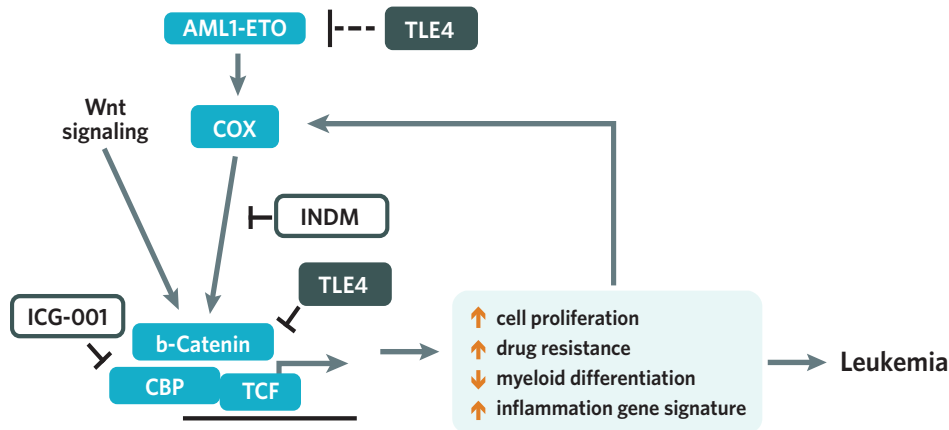 AML1-ETO
TLE4
Wnt
signaling
COX
INDM
TLE4
ICG-001
b-Catenin
CBP
TCF
cell proliferation
drug resistance
myeloid differentiation
inflammation gene signature
Leukemia